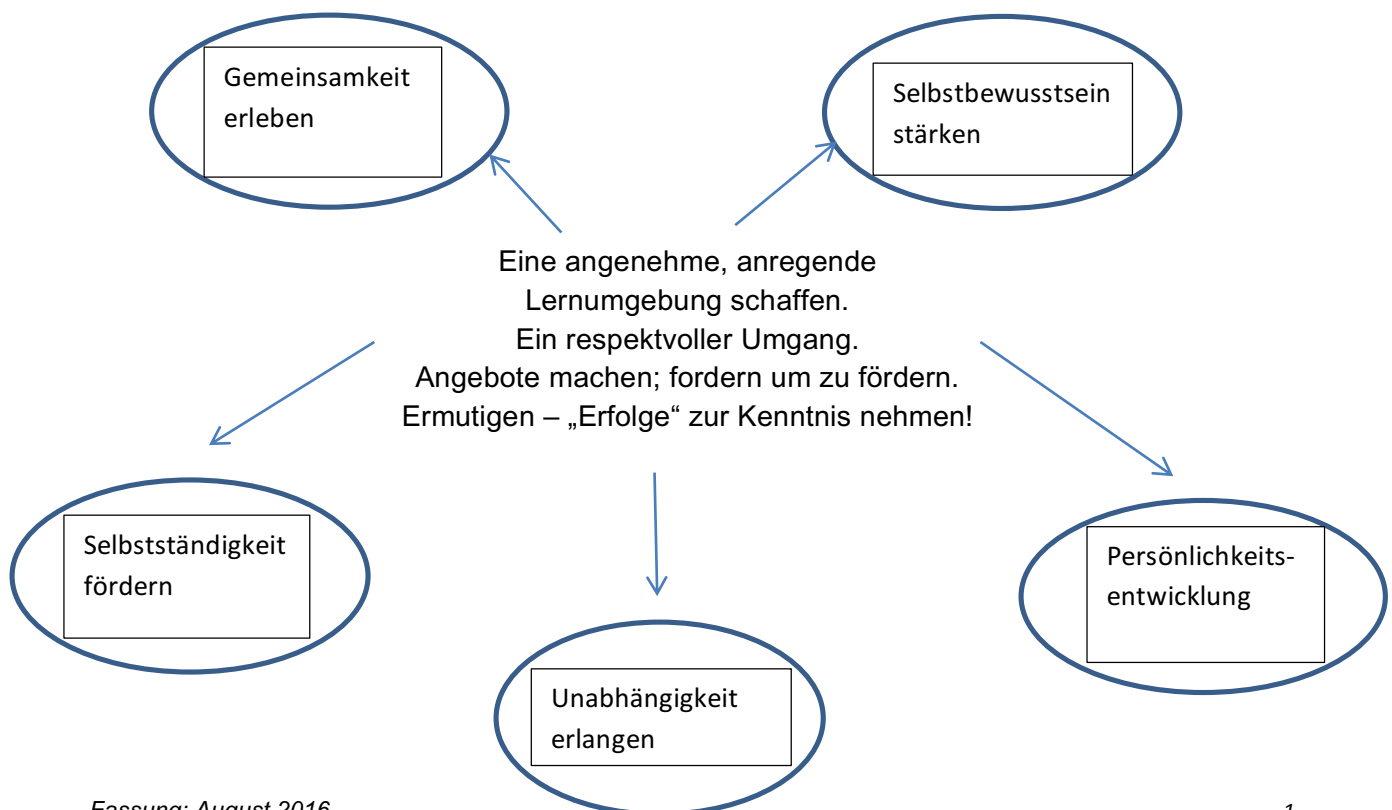 Gemeinsamkeit
erleben
Selbstbewusstsein
stärken
Eine angenehme, anregende
Lernumgebung schaffen.
Ein respektvoller Umgang.
Angebote machen; fordern um zu fördern.
Ermutigen – „Erfolge“ zur Kenntnis nehmen!
Selbstständigkeit
fördern
Persönlichkeits-
entwicklung
Unabhängigkeit
erlangen
Fassung: August 2016
1